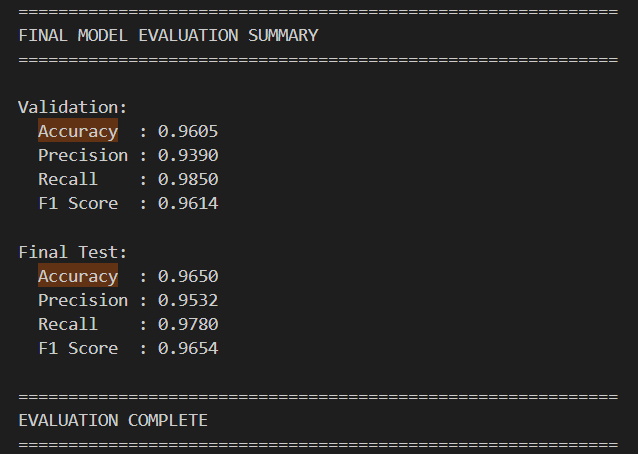 ============================================================
FINAL MODEL EVALUATION SUMMARY
============================================================
Validation:
Accuracy : 0.9605
Precision : 0.9390
Recall : 0.9850
F1 Score : 0.9614
Final Test:
Accuracy : 0.9650
Precision : 0.9532
Recall : 0.9780
F1 Score : 0.9654
============================================================
EVALUATION COMPLETE
============================================================